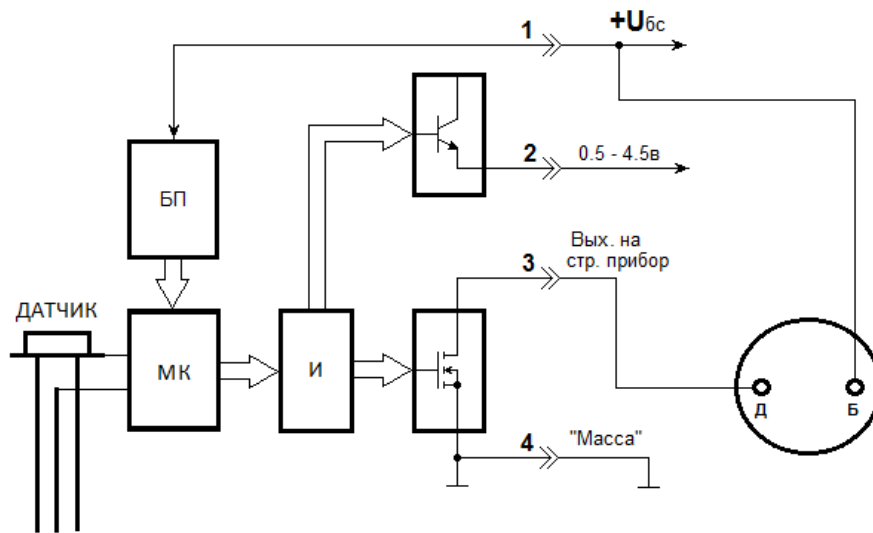 1
+Uбс
2
0.5 - 4.5в
БП
Вых. на
стр. прибор
3
ДАТЧИК
МК
И
Д
Б
4
"Масса"